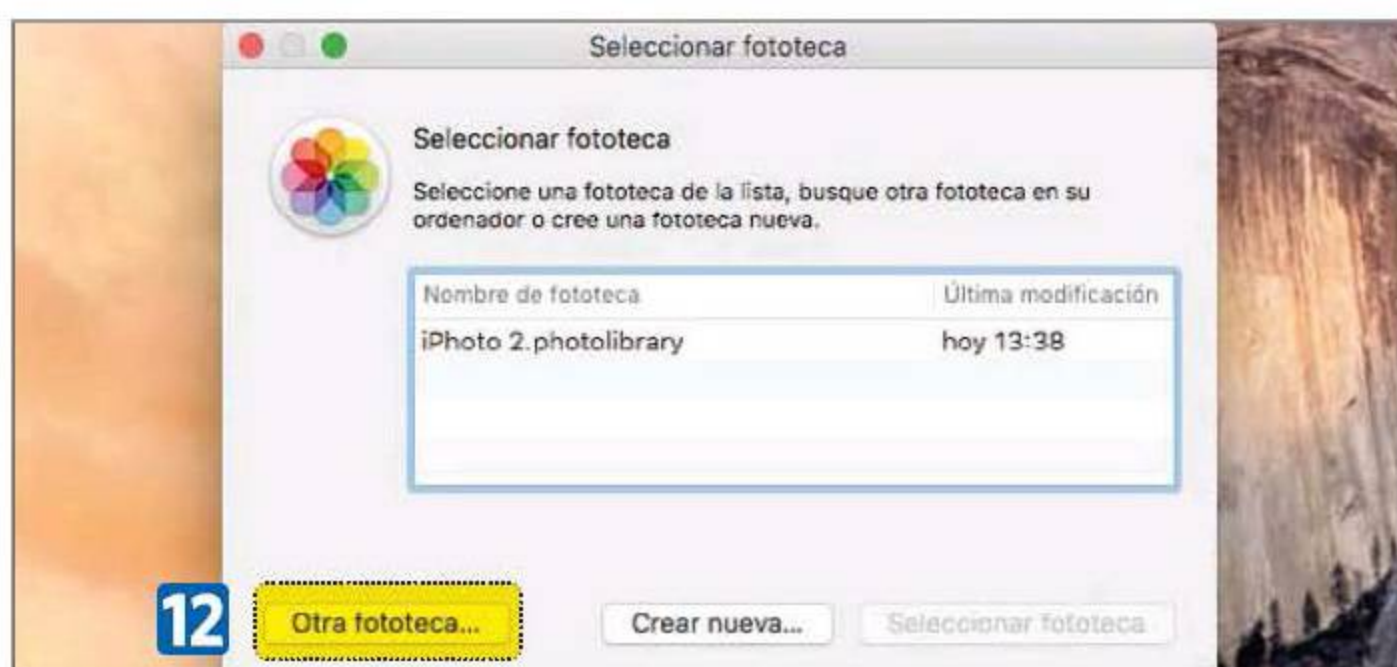 Seleccionar fototeca
Seleccionar fototeca
Seleccione una fototeca de la lista, busque otra fototeca en su
ordenador o cree una fototeca nueva.
Nombre de fototeca Última modificación
iPhoto 2.photolibrary hoy 13:38
12 Otra fototeca... Crear nueva... Seleccionar fototeca